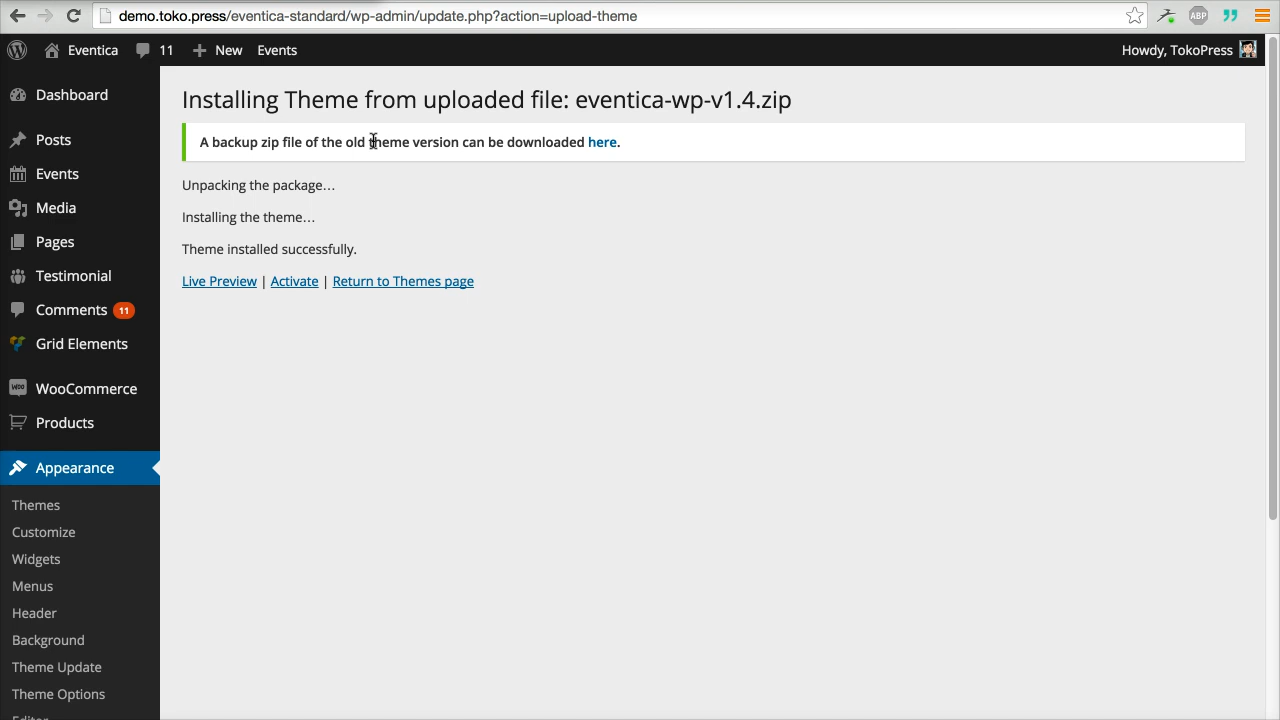 demo.toko.press/eventica-standard/wp-admin/update.php?action=upload-theme
ABP
Eventica 11 New Events Howdy, TokoPress
Dashboard
Posts
Events
Media
Pages
Testimonial
Comments 11
Grid Elements
WOO WooCommerce
Products
Appearance
Themes
Customize
Widgets
Menus
Header
Background
Theme Update
Theme Options
Editor
Installing Theme from uploaded file: eventica-wp-v1.4.zip
A backup zip file of the old theme version can be downloaded here.
Unpacking the package…
Installing the theme…
Theme installed successfully.
Live Preview | Activate | Return to Themes page